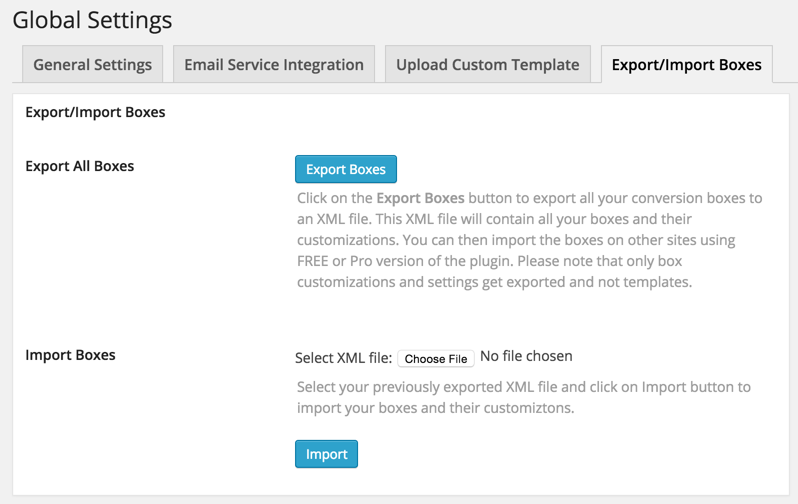 Global Settings
General Settings
Email Service Integration
Upload Custom Template
Export/Import Boxes
Export/Import Boxes
Export All Boxes
Export Boxes
Click on the Export Boxes button to export all your conversion boxes to
an XML file. This XML file will contain all your boxes and their
customizations. You can then import the boxes on other sites using
FREE or Pro version of the plugin. Please note that only box
customizations and settings get exported and not templates.
Import Boxes
Select XML file: Choose File No file chosen
Select your previously exported XML file and click on Import button to
import your boxes and their customiztons.
Import